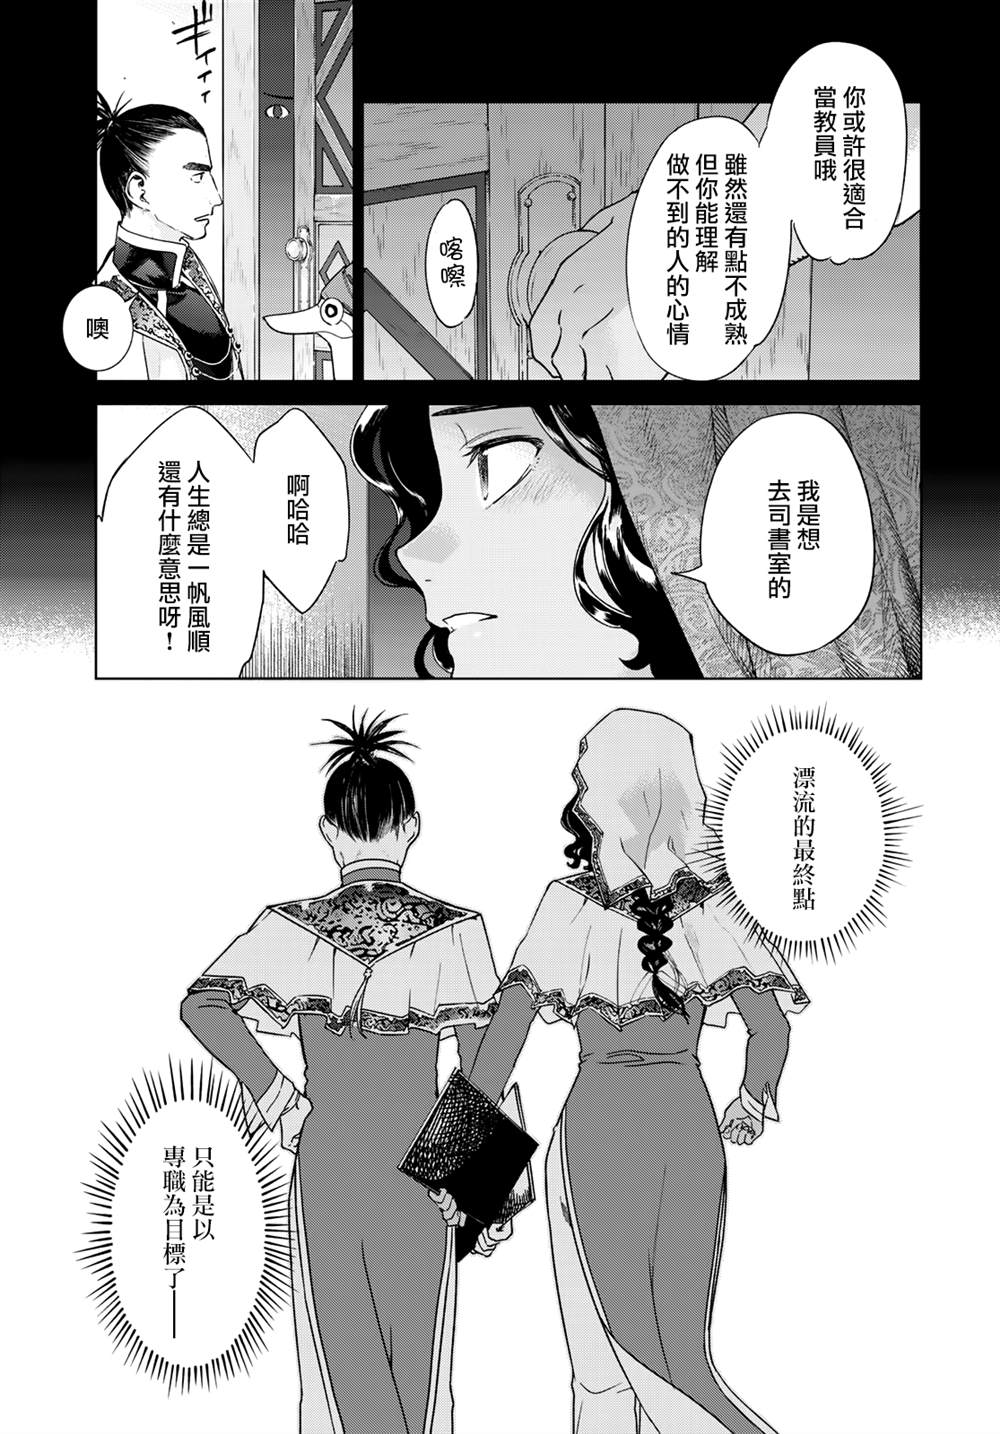 你或許很適合
當教員哦
雖然還有點不成熟
但你能理解
做不到的人的心情
喀嚓
ギィィィ
噢
我是想
去司書室的
啊哈哈
人生總是一帆風順
還有什麼意思呀！
漂流的最終點
只能是以
專職為目標了——